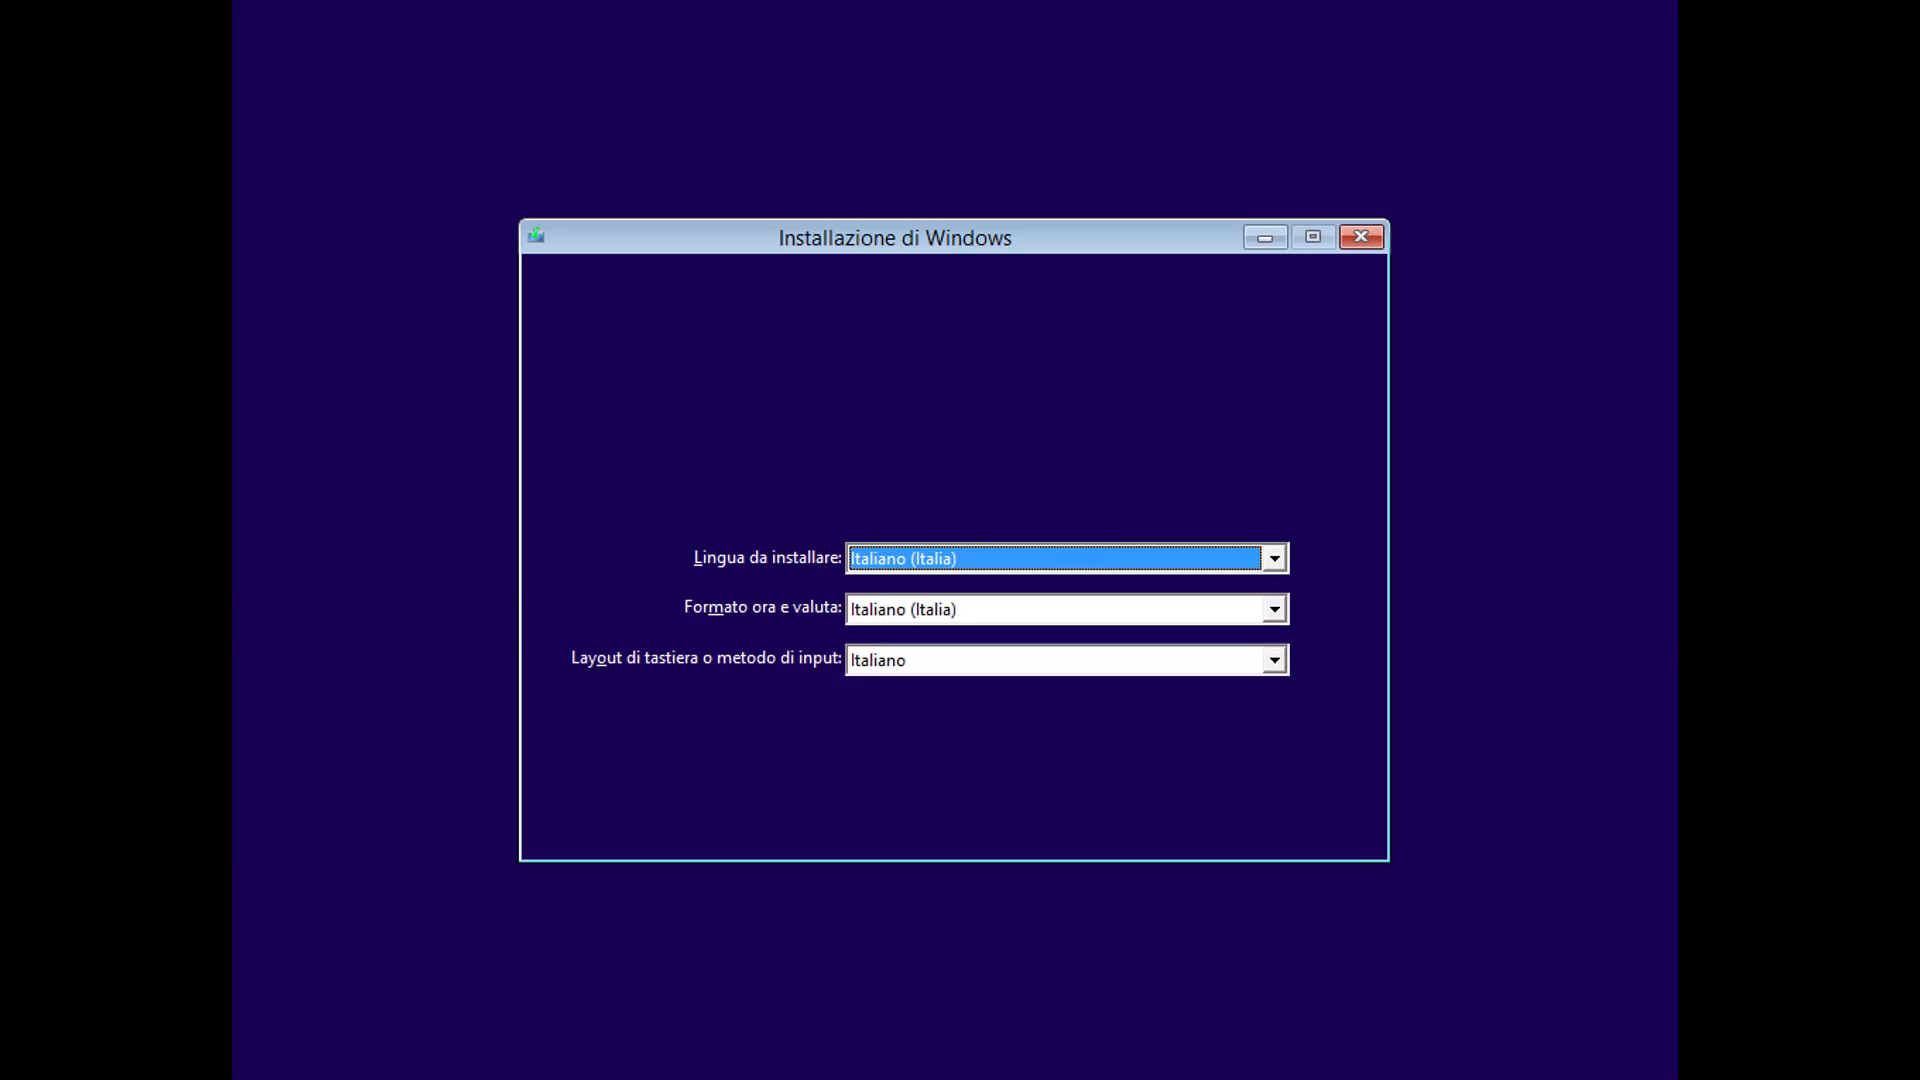 Installazione di Windows
Lingua da installare: Italiano (Italia)
Formato ora e valuta: Italiano (Italia)
Layout di tastiera o metodo di input: Italiano